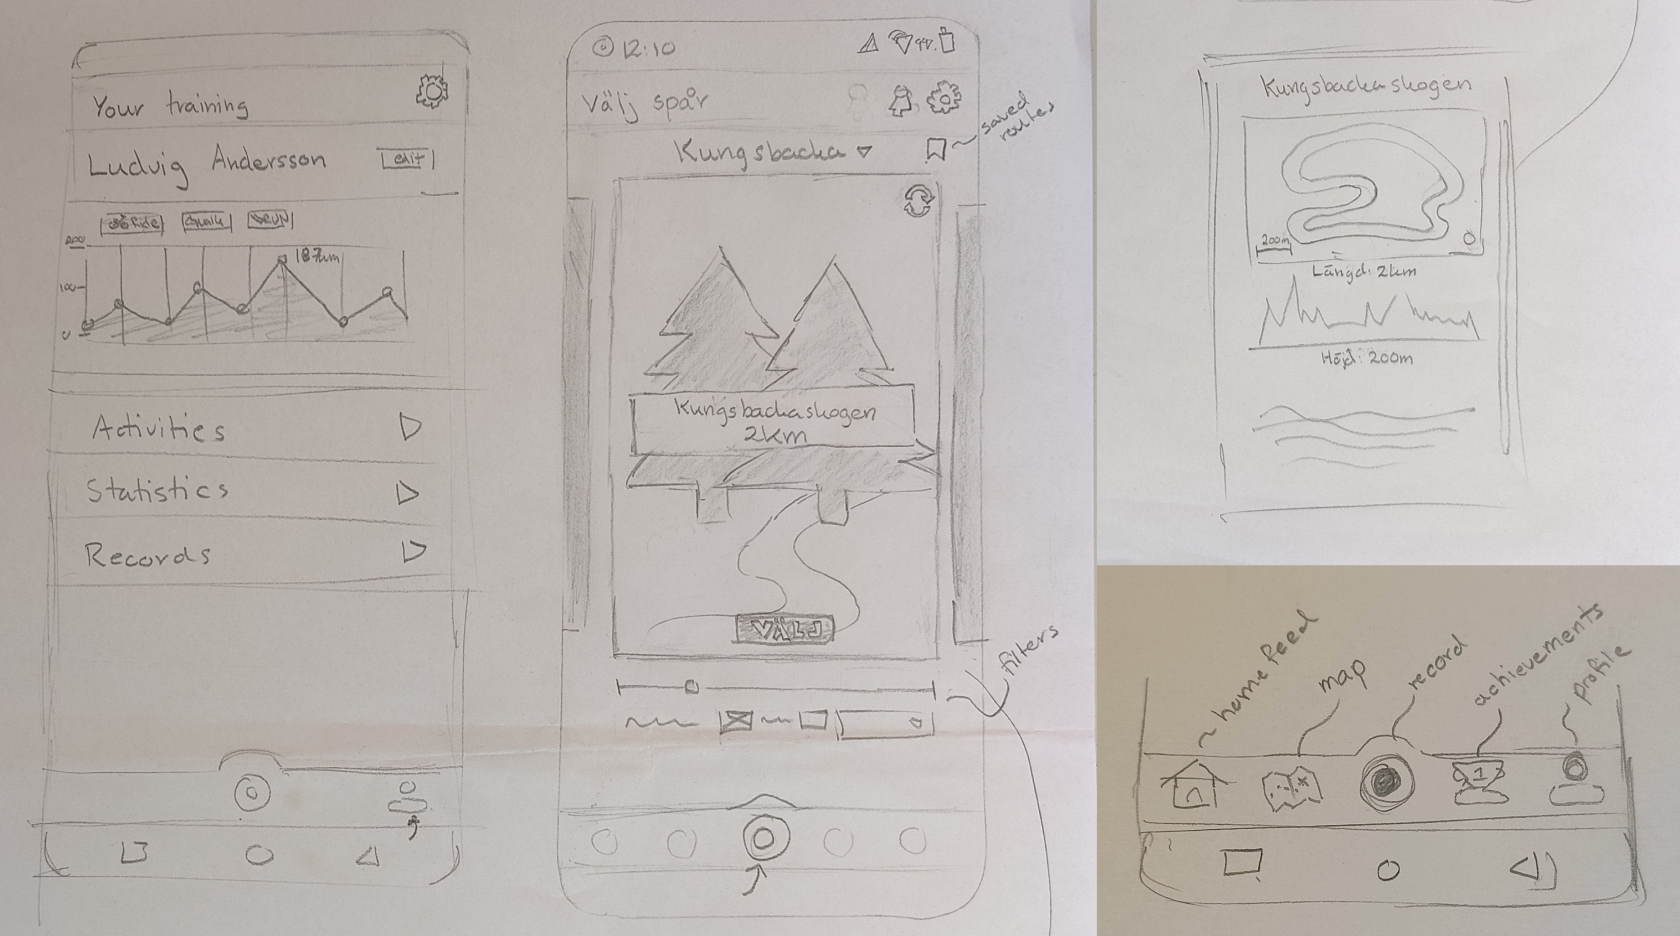 Your training
Ludvig Andersson
edit
Ride
Walk
RUN
200
187km
100
0
Activities
Statistics
Records
12:10
Välj spår
saved
routes
Kungsbacka
Kungsbackaskogen
2km
VÄLJ
filters
Kungsbackaskogen
200m
Längd: 2km
Höjd: 200m
home feed
map
record
achievements
profile
1